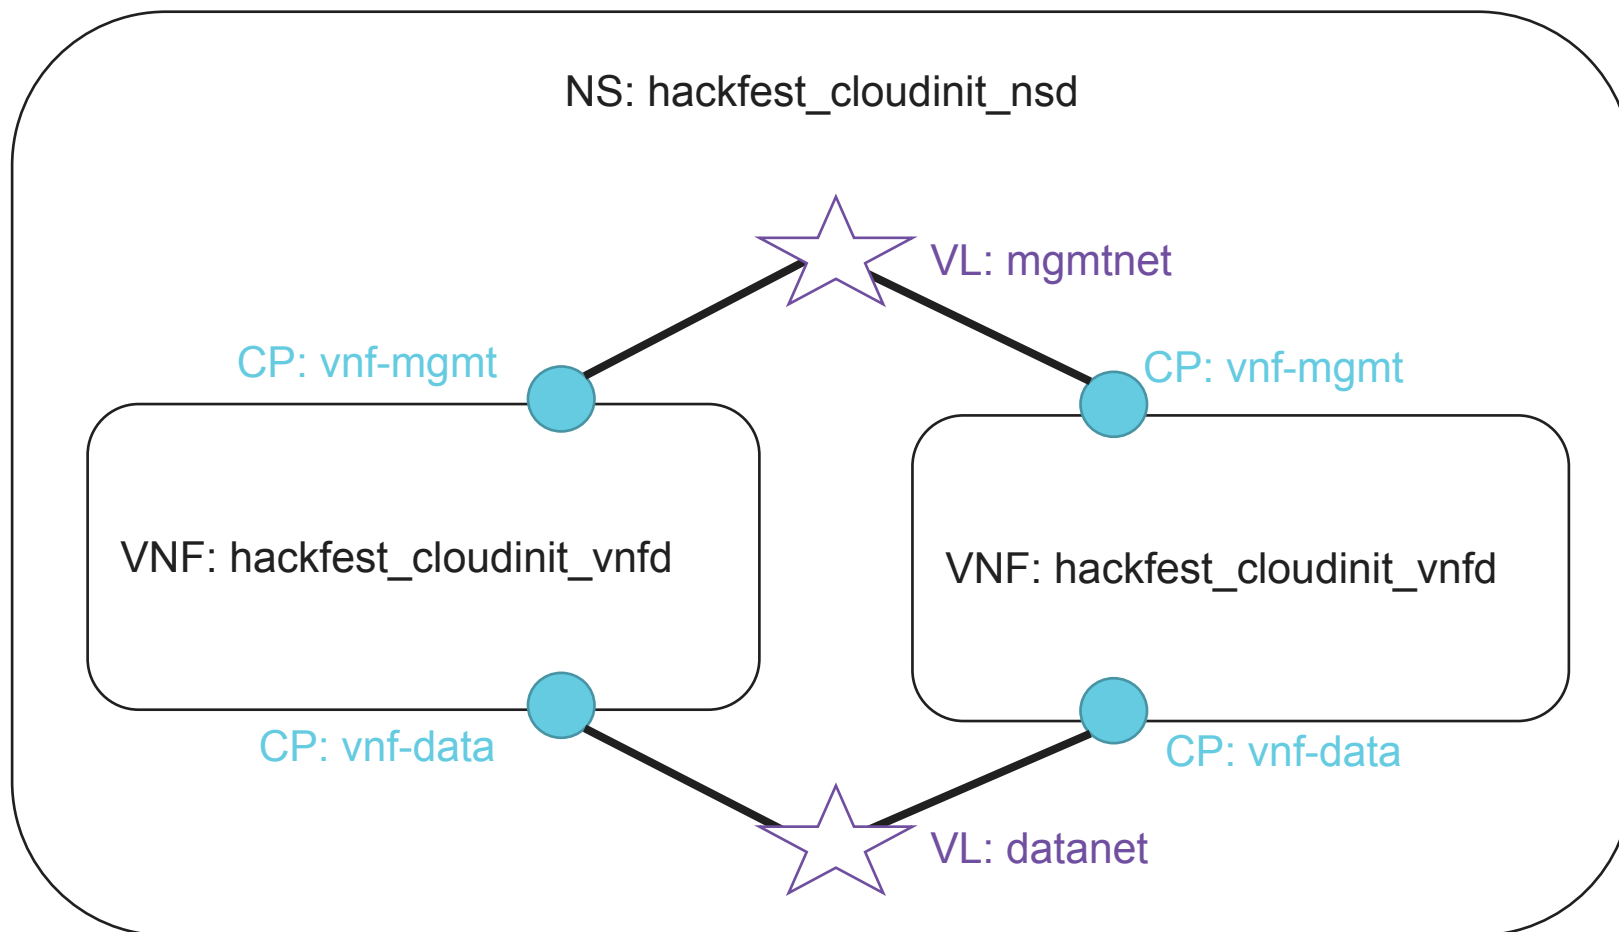 NS: hackfest_cloudinit_nsd
VL: mgmtnet
CP: vnf-mgmt
CP: vnf-mgmt
VNF: hackfest_cloudinit_vnfd
VNF: hackfest_cloudinit_vnfd
CP: vnf-data
CP: vnf-data
VL: datanet